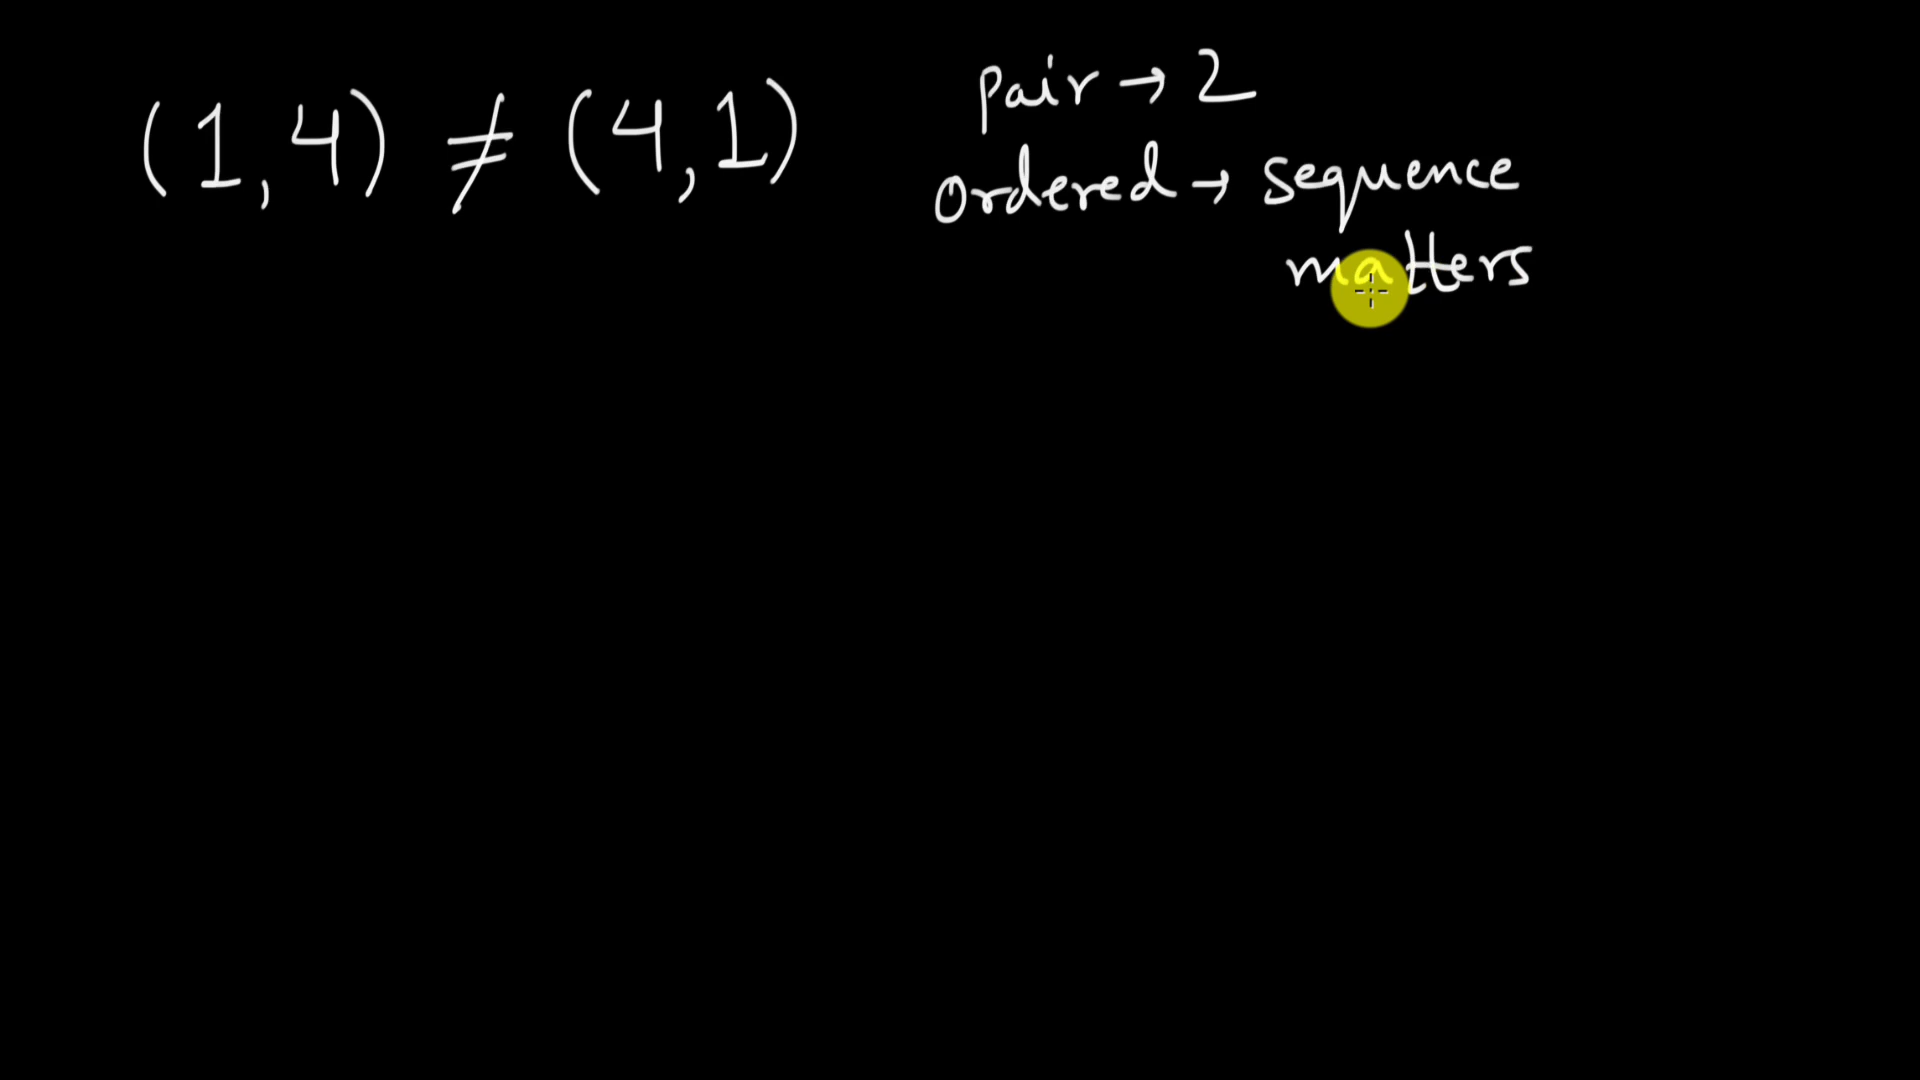 (1,4) ≠ (4,1)
pair → 2
ordered → sequence
matters